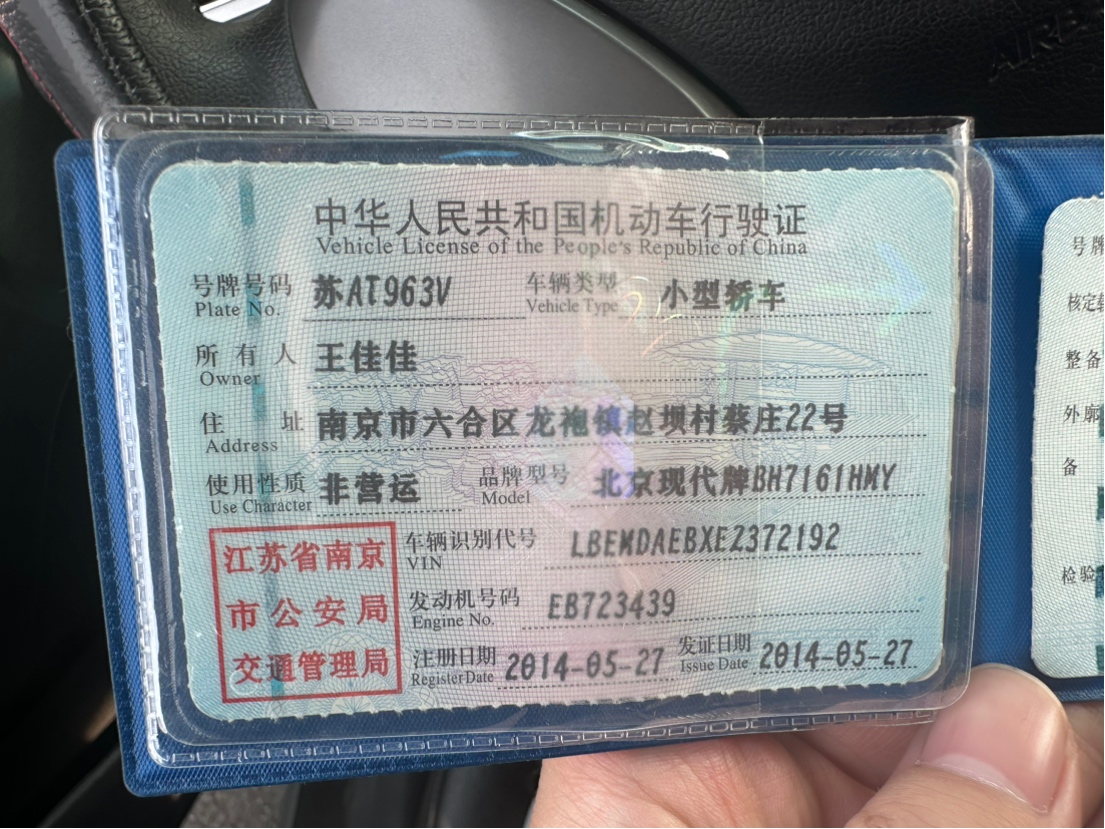 AIRBA
中华人民共和国机动车行驶证
Vehicle License of the People's Republic of China
号牌号码 苏AT963V 车辆类型 小型轿车
Plate No. Vehicle Type
所有人 王佳佳
Owner
住址 南京市六合区龙袍镇赵坝村蔡庄22号
Address
使用性质 非营运 品牌型号 北京现代牌BH7161HMY
Use Character Model
江苏省南京
市公安局
交通管理局
车辆识别代号 LBEMDAEBXEZ372192
VIN
发动机号码 EB723439
Engine No.
注册日期 2014-05-27 发证日期 2014-05-27
Register Date Issue Date
号牌
核定载
整备
外廓
备
检验